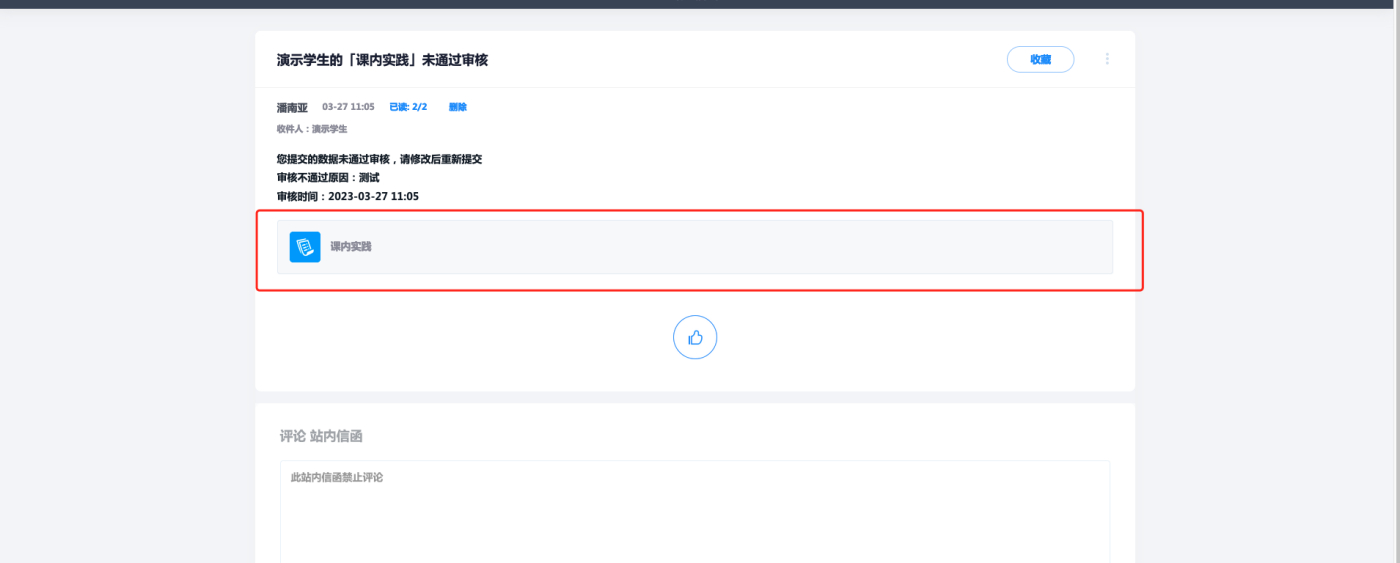 演示学生的「课内实践」未通过审核
收藏
潘南亚 03-27 11:05 已读: 2/2 删除
收件人：演示学生
您提交的数据未通过审核，请修改后重新提交
审核不通过原因：测试
审核时间：2023-03-27 11:05
课内实践
评论 站内信函
此站内信函禁止评论